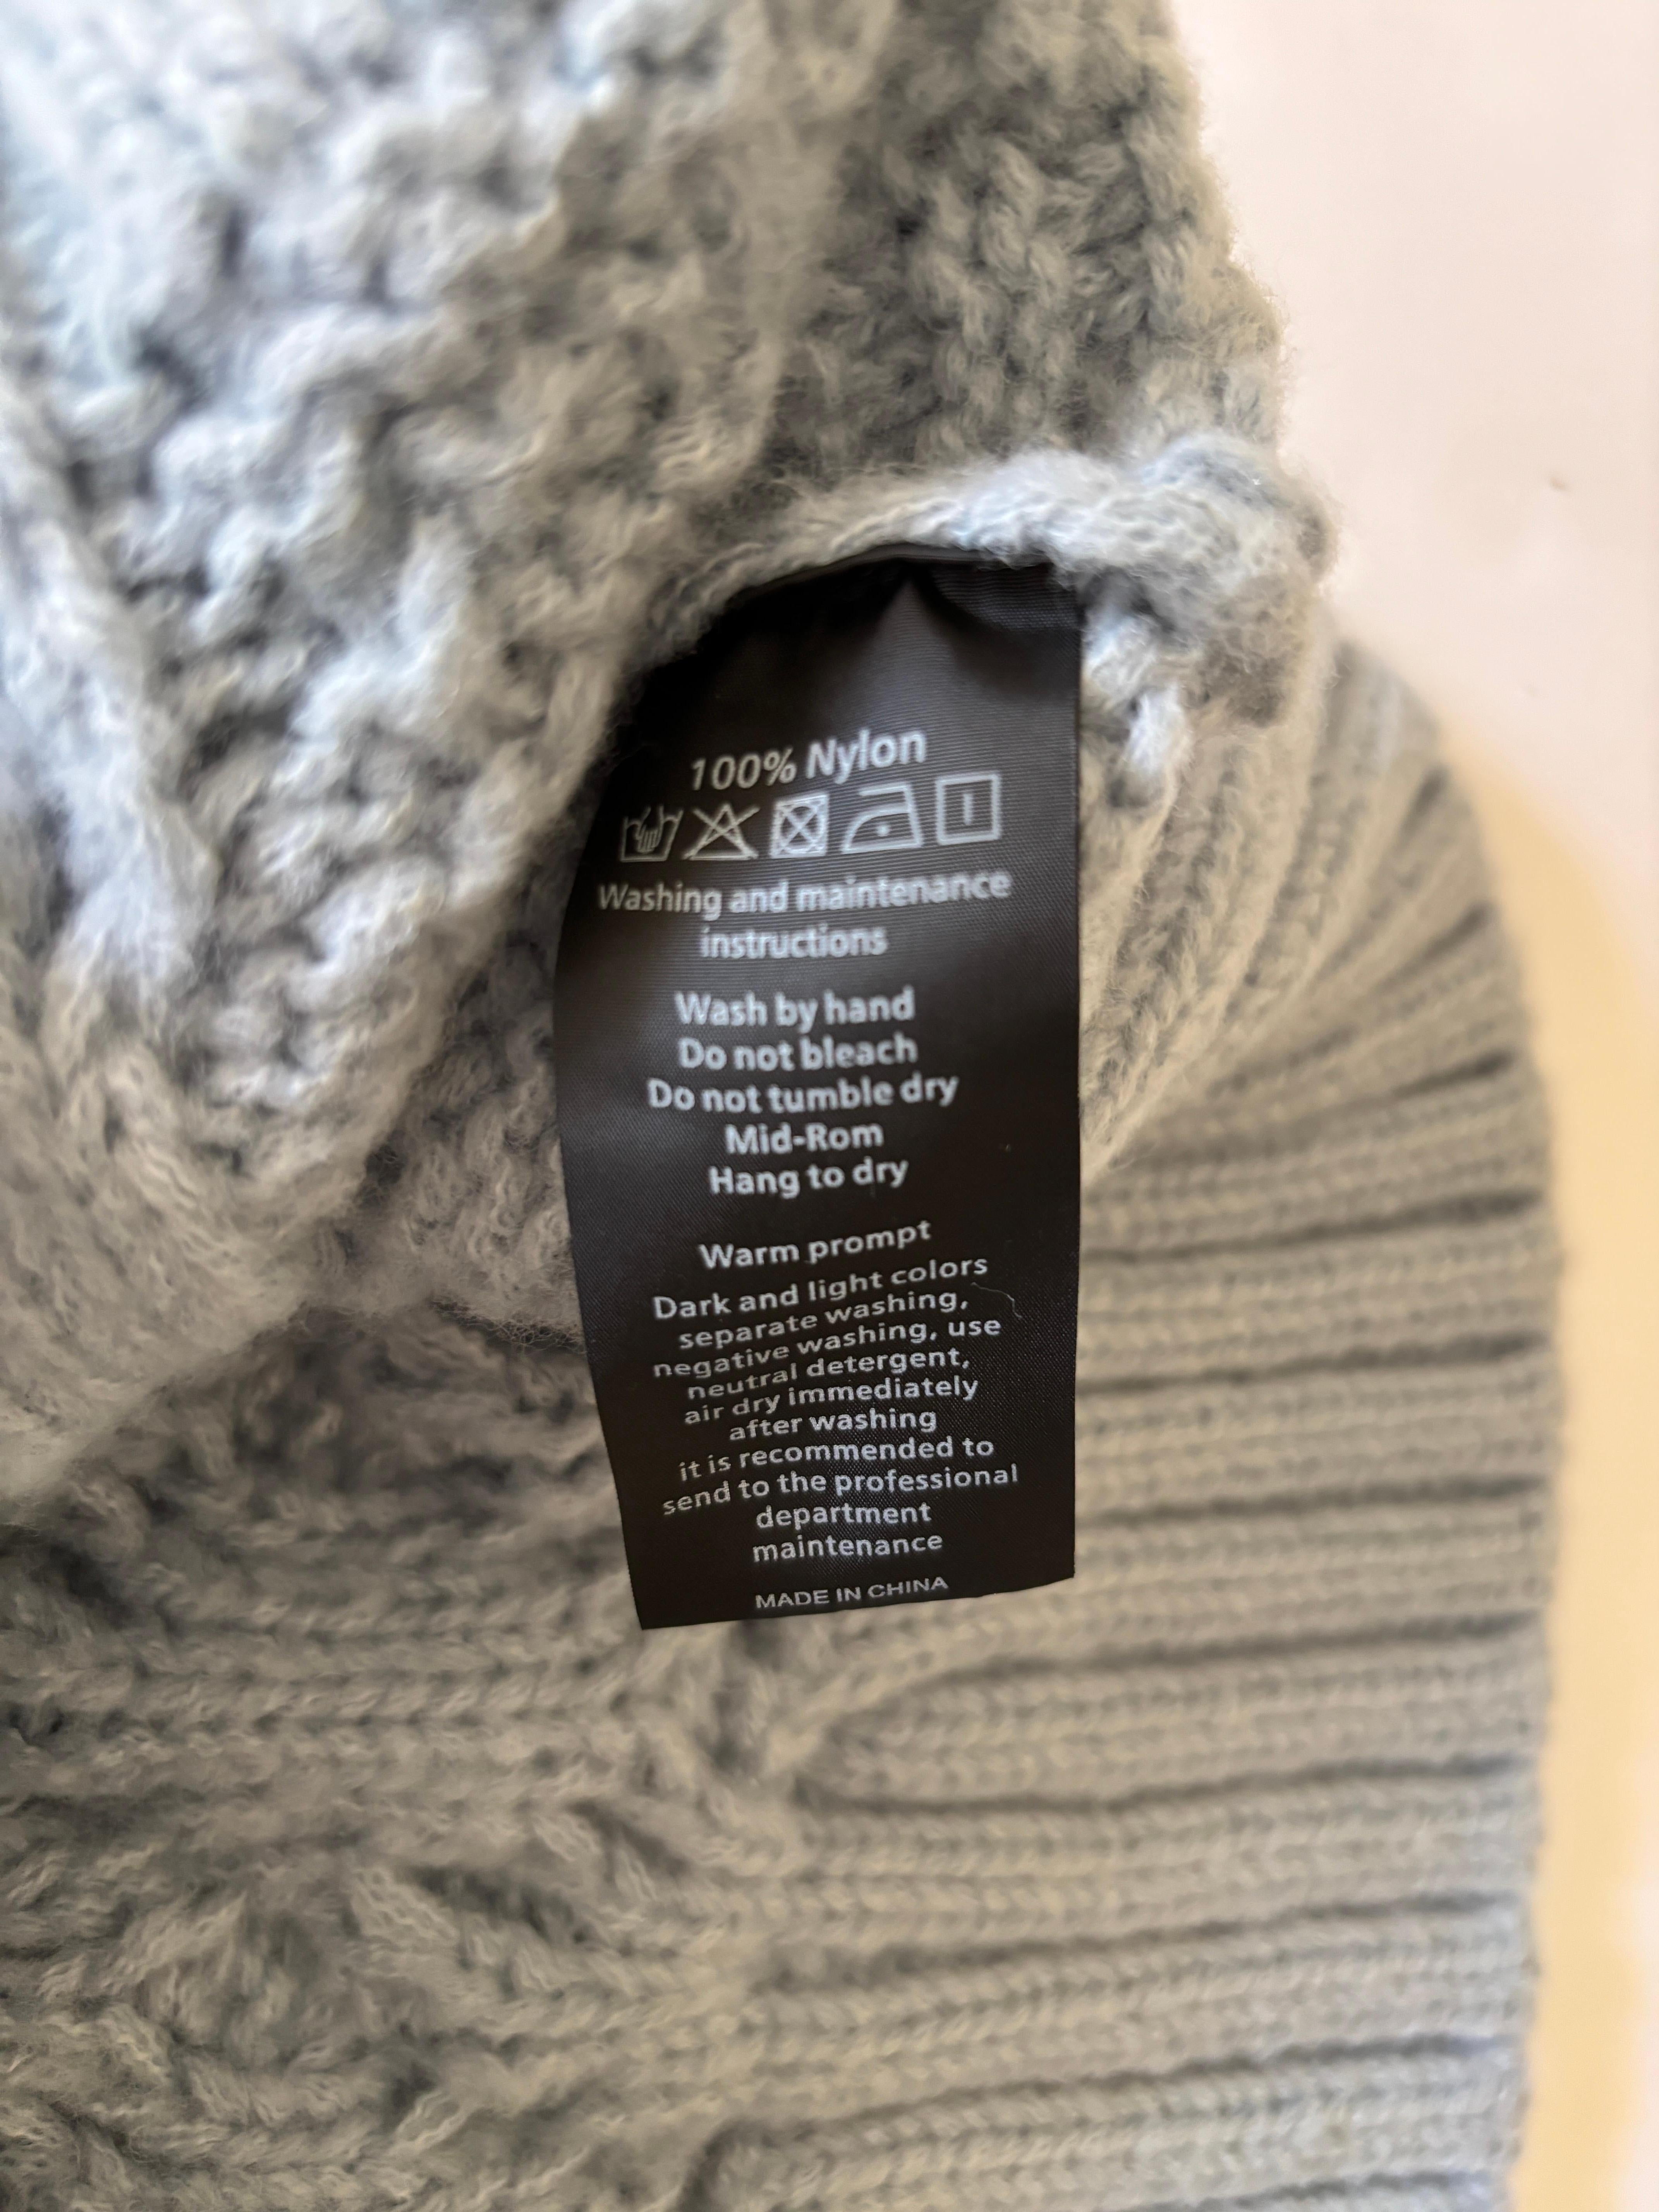 100% Nylon
Washing and maintenance
instructions
Wash by hand
Do not bleach
Do not tumble dry
Mid-Rom
Hang to dry
Warm prompt
Dark and light colors
separate washing,
negative washing, use
neutral detergent,
air dry immediately
after washing
it is recommended to
send to the professional
department
maintenance
MADE IN CHINA